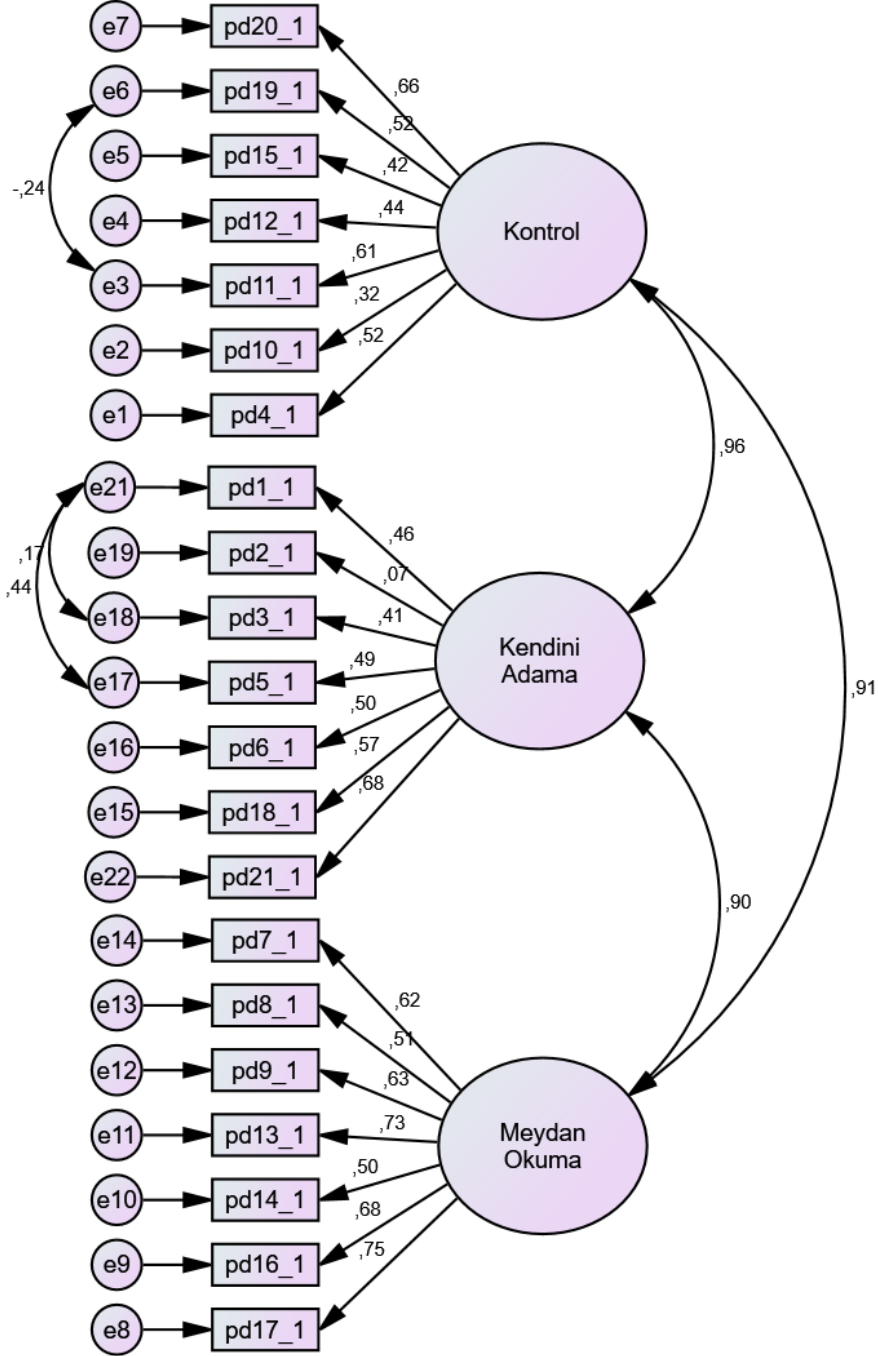 e7 pd20_1
,66
e6 pd19_1
,52
e5 pd15_1
,42
-,24
e4 pd12_1
,44
Kontrol
,61
e3 pd11_1
,32
e2 pd10_1
,52
e1 pd4_1
,96
e21 pd1_1
,46
,17
e19 pd2_1
,07
,44
e18 pd3_1
,41
Kendini
Adama
,49
e17 pd5_1
,91
,50
e16 pd6_1
,57
,68
e15 pd18_1
e22 pd21_1
,90
e14 pd7_1
,62
e13 pd8_1
,51
e12 pd9_1
,63
e11 pd13_1
,73
Meydan
Okuma
,50
e10 pd14_1
,68
e9 pd16_1
,75
e8 pd17_1